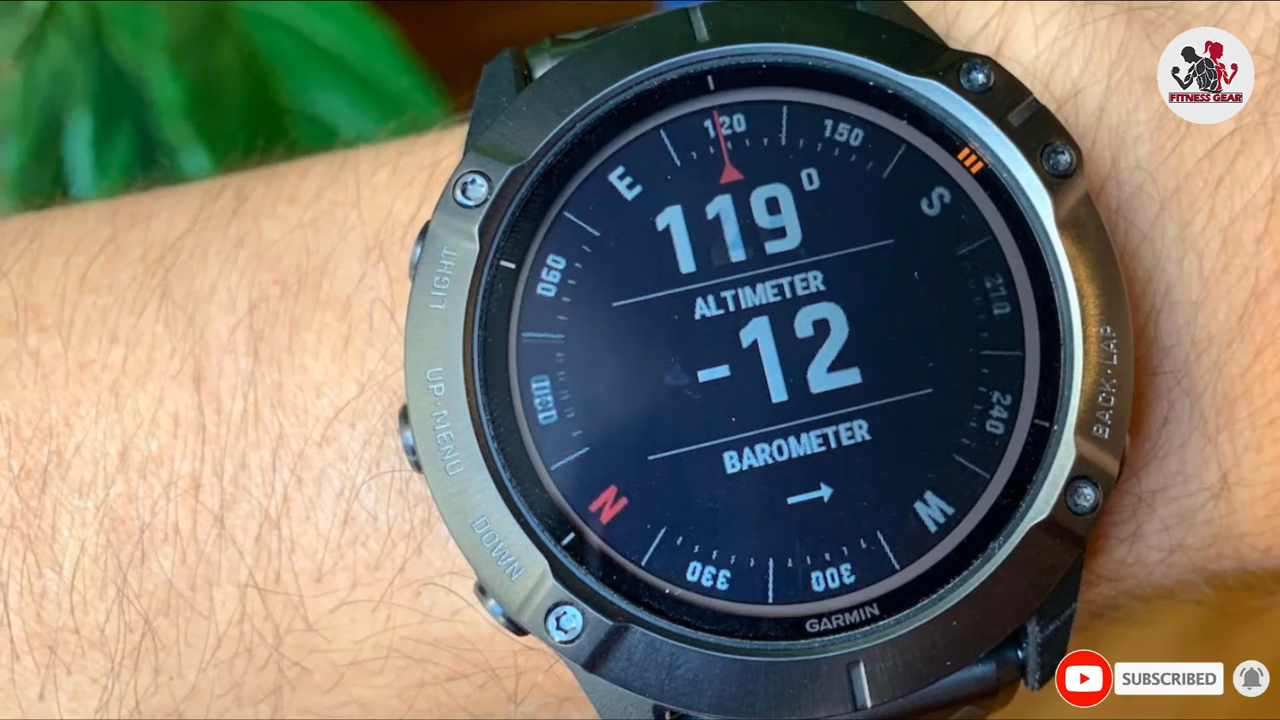 FITNESS GEAR
120
150
E
S
119°
060
ALTIMETER
210
-12
LIGHT
UP·MENU
DOWN
BACK·LAP
240
BAROMETER
N
W
330
300
GARMIN
SUBSCRIBED